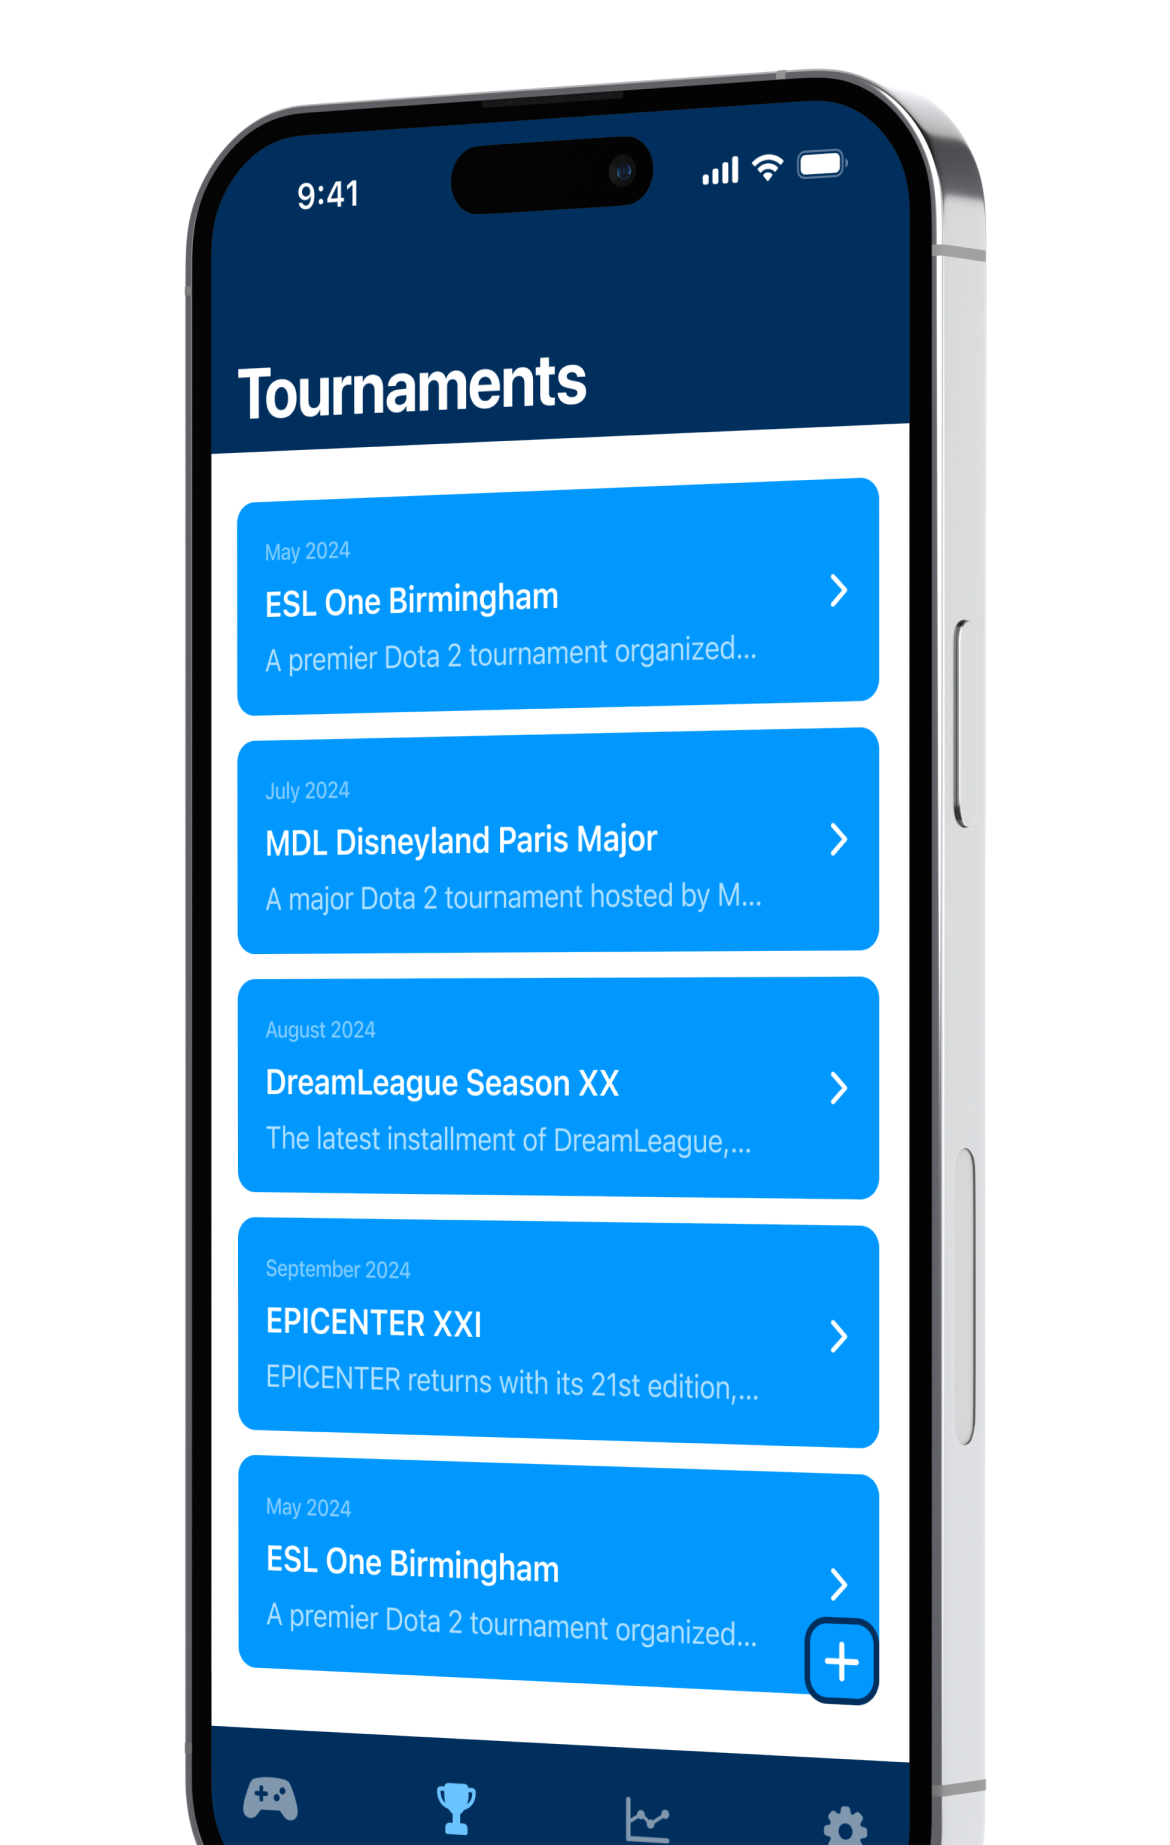 9:41
Tournaments
May 2024
ESL One Birmingham
A premier Dota 2 tournament organized...
July 2024
MDL Disneyland Paris Major
A major Dota 2 tournament hosted by M...
August 2024
DreamLeague Season XX
The latest installment of DreamLeague,...
September 2024
EPICENTER XXI
EPICENTER returns with its 21st edition,...
May 2024
ESL One Birmingham
A premier Dota 2 tournament organized...